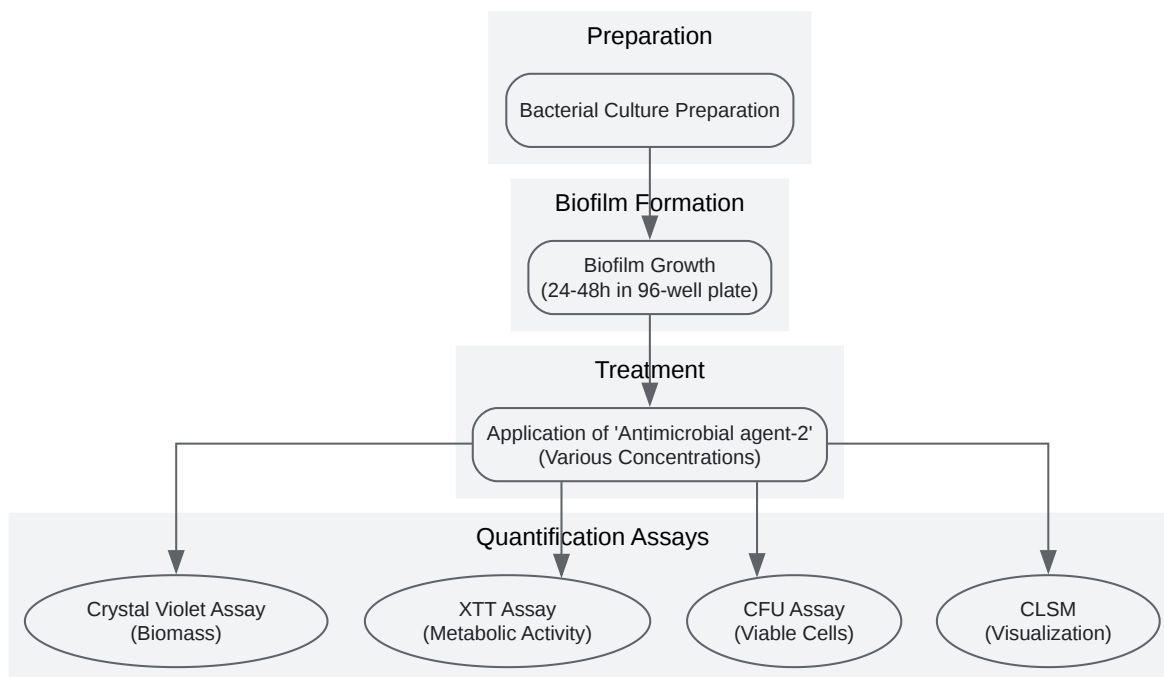 Preparation
Bacterial Culture Preparation
Biofilm Formation
Biofilm Growth
(24-48h in 96-well plate)
Treatment
Application of 'Antimicrobial agent-2'
(Various Concentrations)
Quantification Assays
Crystal Violet Assay
(Biomass)
XTT Assay
(Metabolic Activity)
CFU Assay
(Viable Cells)
CLSM
(Visualization)